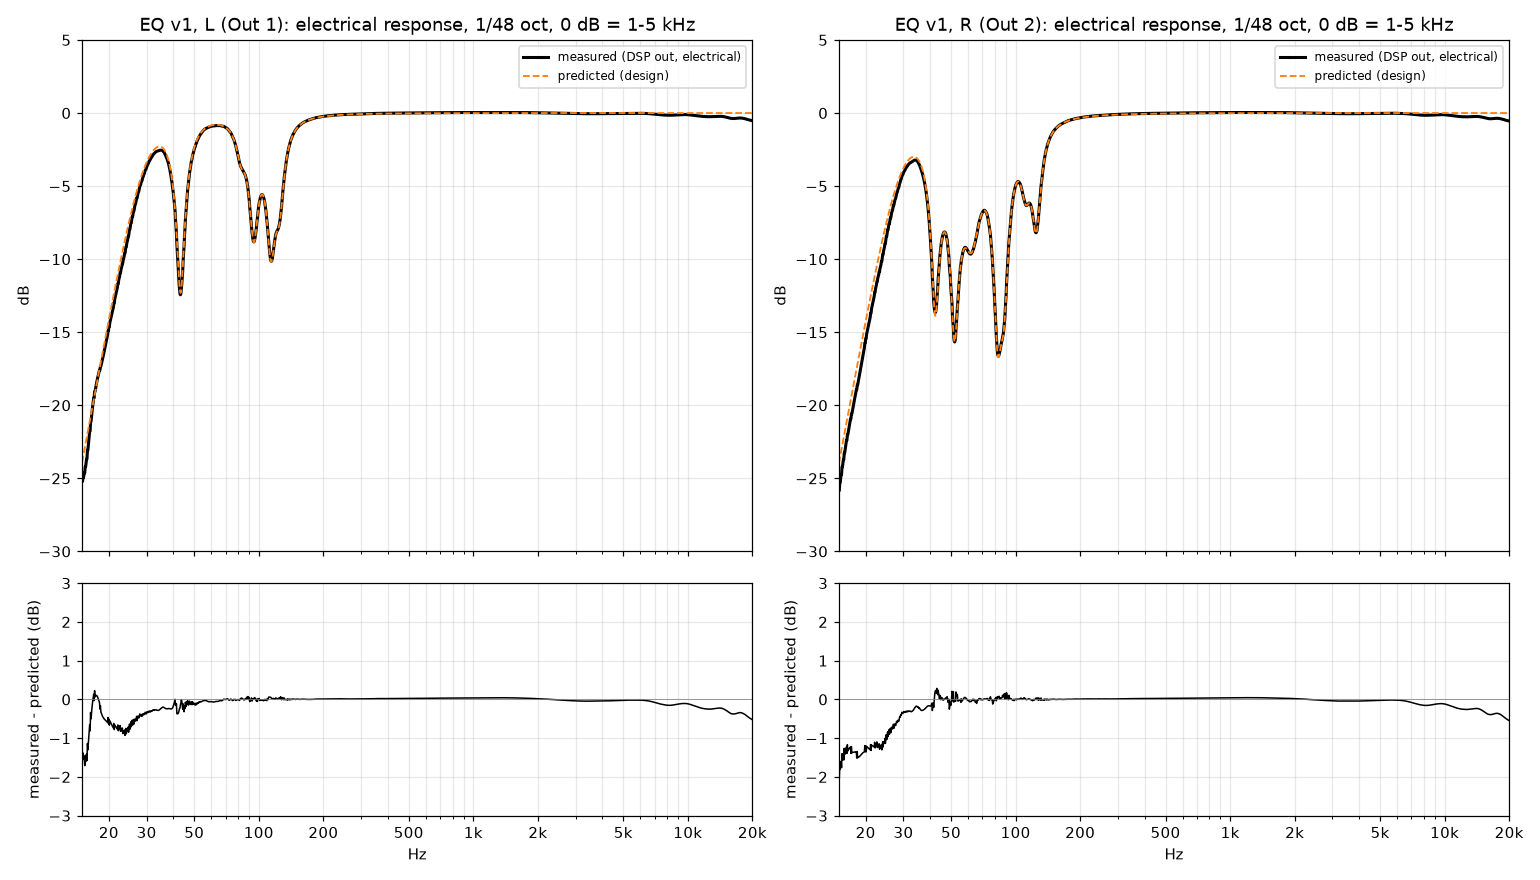 EQ v1, L (Out 1): electrical response, 1/48 oct, 0 dB = 1-5 kHz
measured (DSP out, electrical)
predicted (design)
5
0
−5
−10
−15
−20
−25
−30
dB
3
2
1
0
−1
−2
−3
measured - predicted (dB)
20 30 50 100 200 500 1k 2k 5k 10k 20k
Hz
EQ v1, R (Out 2): electrical response, 1/48 oct, 0 dB = 1-5 kHz
measured (DSP out, electrical)
predicted (design)
5
0
−5
−10
−15
−20
−25
−30
dB
3
2
1
0
−1
−2
−3
measured - predicted (dB)
20 30 50 100 200 500 1k 2k 5k 10k 20k
Hz